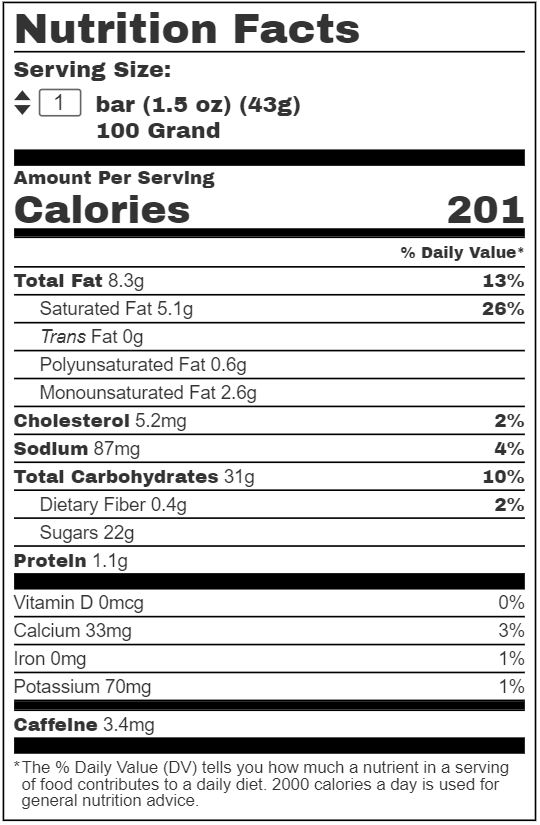 Nutrition Facts
Serving Size:
1 bar (1.5 oz) (43g)
100 Grand
Amount Per Serving
Calories 201
% Daily Value*
Total Fat 8.3g 13%
Saturated Fat 5.1g 26%
Trans Fat 0g
Polyunsaturated Fat 0.6g
Monounsaturated Fat 2.6g
Cholesterol 5.2mg 2%
Sodium 87mg 4%
Total Carbohydrates 31g 10%
Dietary Fiber 0.4g 2%
Sugars 22g
Protein 1.1g
Vitamin D 0mcg 0%
Calcium 33mg 3%
Iron 0mg 1%
Potassium 70mg 1%
Caffeine 3.4mg
*The % Daily Value (DV) tells you how much a nutrient in a serving
of food contributes to a daily diet. 2000 calories a day is used for
general nutrition advice.